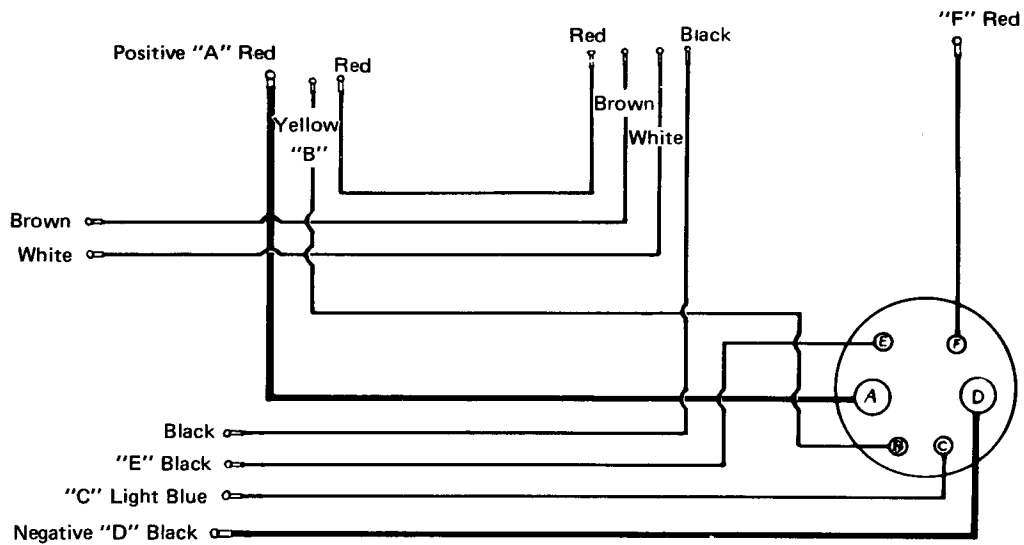 "F" Red
Positive "A" Red
Red
Red
Black
Yellow
"B"
Brown
White
Brown
White
E
F
A
D
C
Black
"E" Black
"C" Light Blue
Negative "D" Black